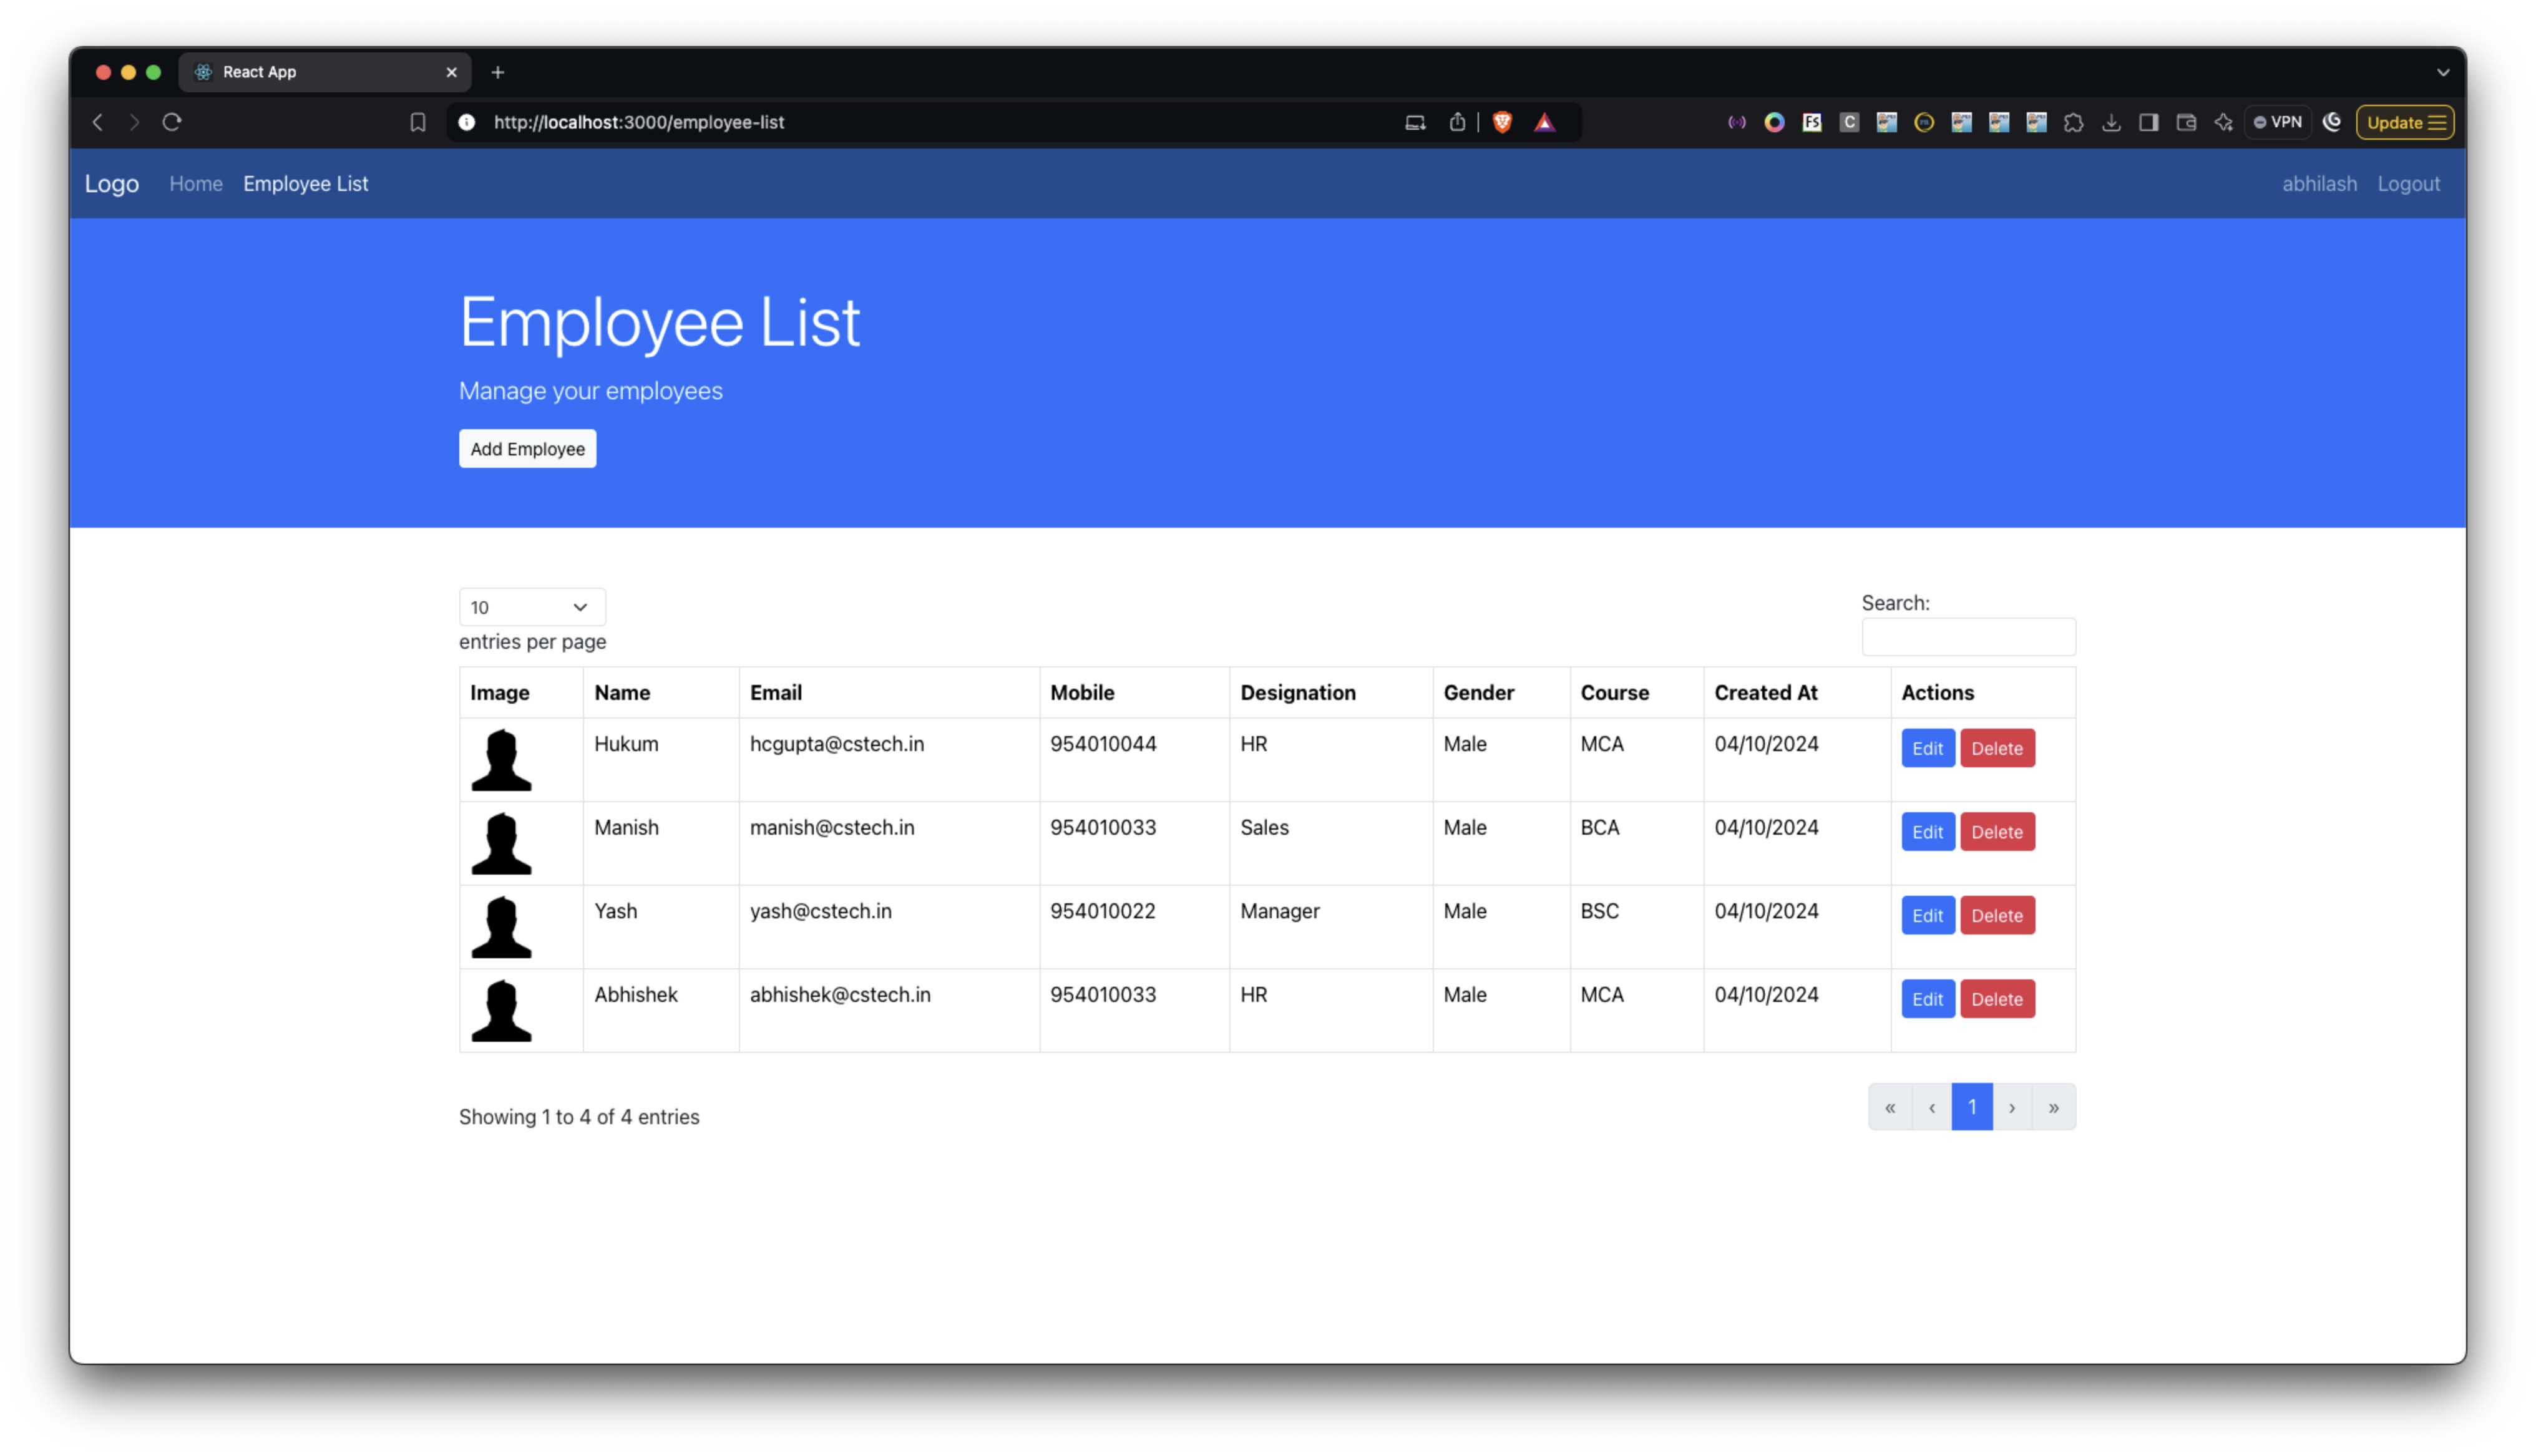 React App
http://localhost:3000/employee-list
VPN
Update
Logo Home Employee List abhilash Logout
Employee List
Manage your employees
Add Employee
10
entries per page
Search:
Image Name Email Mobile Designation Gender Course Created At Actions
Hukum hcgupta@cstech.in 954010044 HR Male MCA 04/10/2024 Edit Delete
Manish manish@cstech.in 954010033 Sales Male BCA 04/10/2024 Edit Delete
Yash yash@cstech.in 954010022 Manager Male BSC 04/10/2024 Edit Delete
Abhishek abhishek@cstech.in 954010033 HR Male MCA 04/10/2024 Edit Delete
Showing 1 to 4 of 4 entries
« ‹ 1 › »